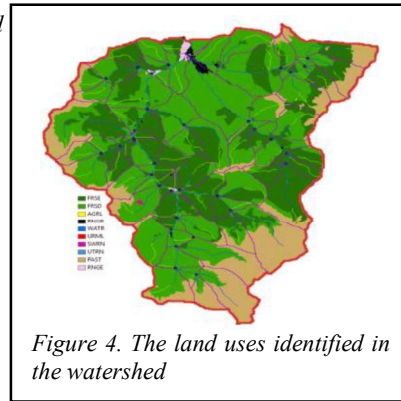 FRSE
FRSD
AGRL
WATR
URML
SWRN
UTRN
PAST
RNGE
Figure 4. The land uses identified in
the watershed